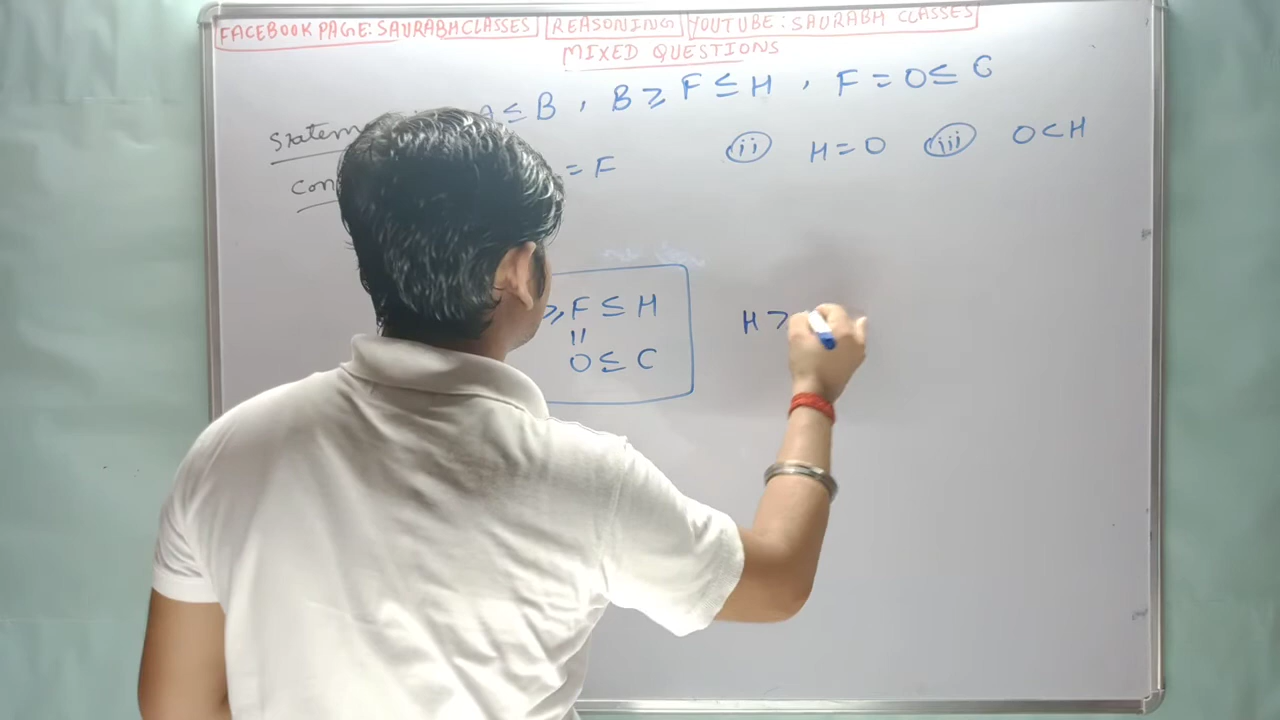 FACEBOOK PAGE: SAURABHCLASSES REASONING YOUTUBE: SAURABH CLASSES
MIXED QUESTIONS
A ≤ B , B ≥ F ≤ H , F = O ≤ C
= F (ii) H = O (iii) O < H
≥ F ≤ H
||
O ≤ C
H >